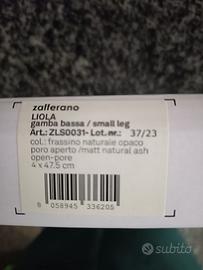 zafferano
LIOLA
gamba bassa / small leg
Art.: ZLS0031- Lot.nr.: 37/23
col.: frassino naturale opaco
poro aperto /matt natural ash
open-pore
4 x 47.5 cm
8 058945 336205
subito